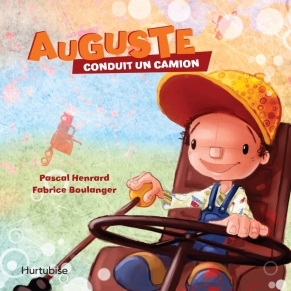 AUGUSTE
CONDUIT UN CAMION
Pascal Henrard
Fabrice Boulanger
Hurtubise